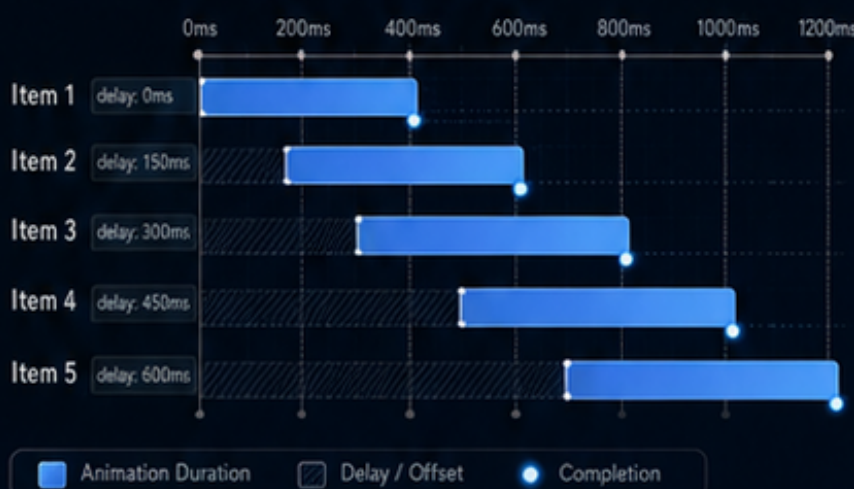 0ms 200ms 400ms 600ms 800ms 1000ms 1200ms
Item 1 delay: 0ms
Item 2 delay: 150ms
Item 3 delay: 300ms
Item 4 delay: 450ms
Item 5 delay: 600ms
Animation Duration Delay / Offset Completion